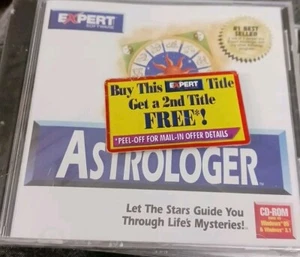 EXPERT
#1 BEST
SELLER
Buy This EXPERT Title
Get a 2nd Title
FREE*!
*PEEL-OFF FOR MAIL-IN OFFER DETAILS
ASTROLOGER
Let The Stars Guide You
Through Life's Mysteries!
CD-ROM
Windows 95
& Windows 3.1